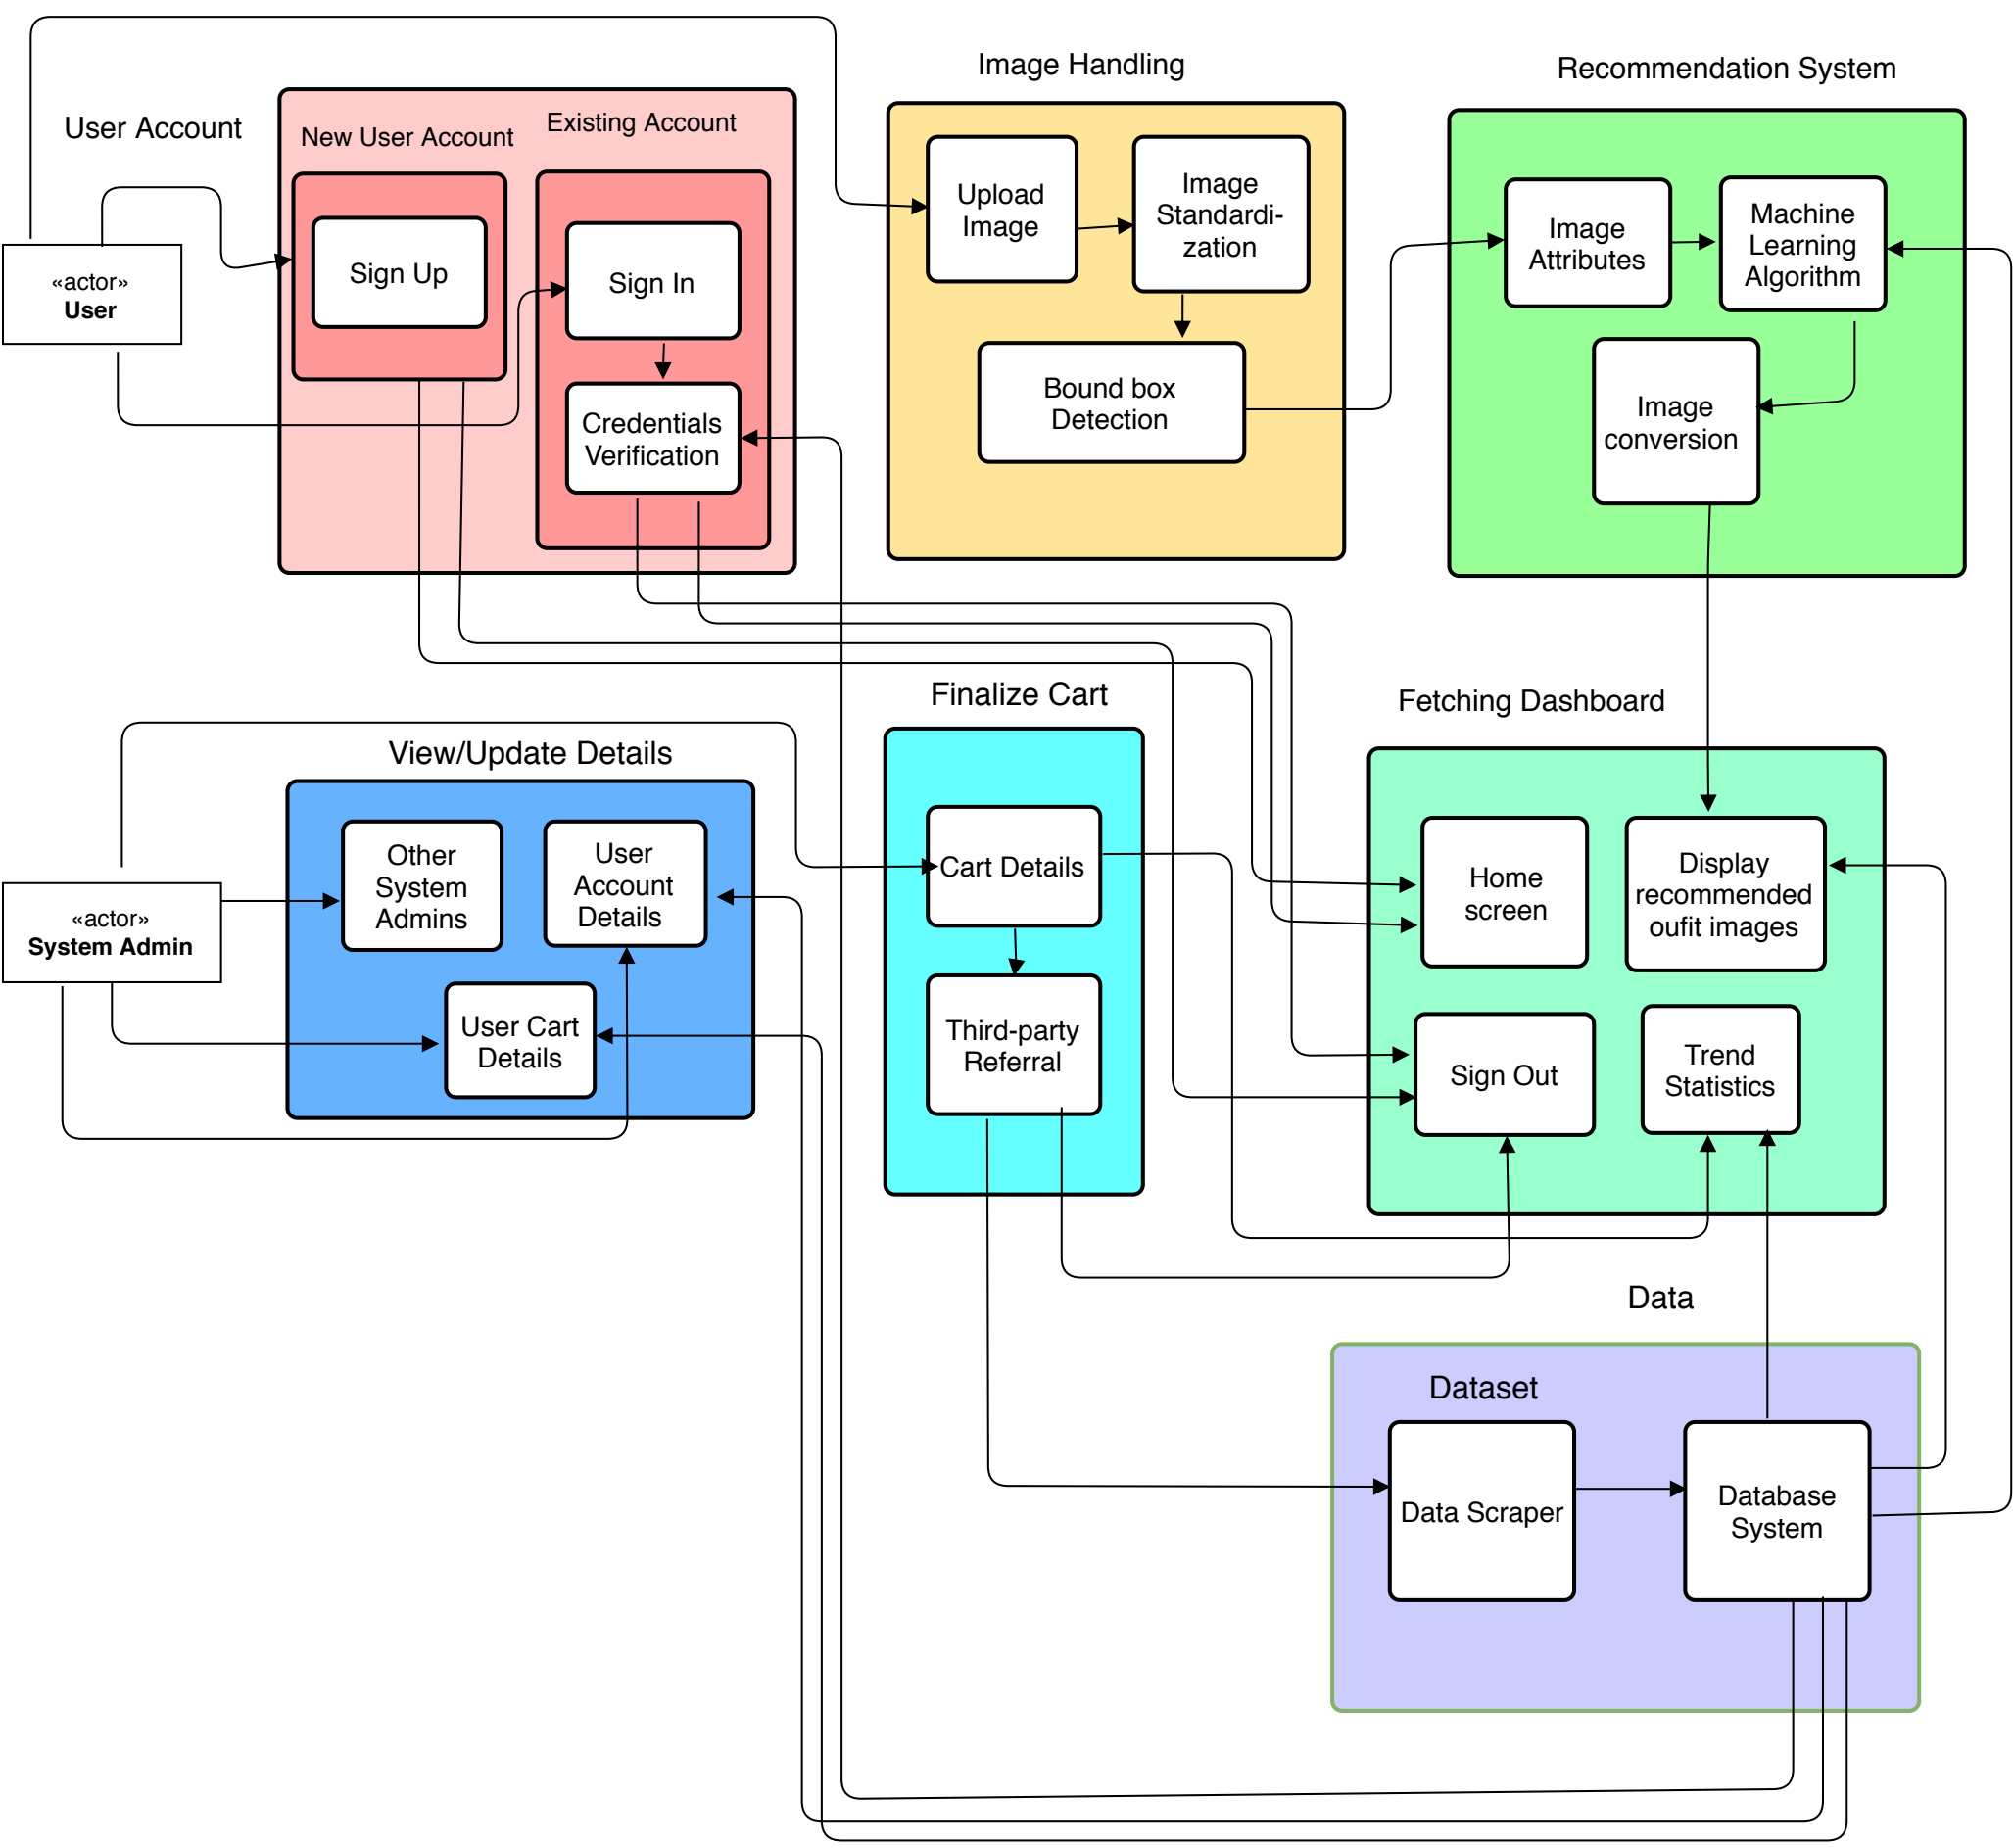 Image Handling
Recommendation System
User Account
New User Account
Existing Account
Sign Up
Sign In
Credentials
Verification
«actor»
User
Upload
Image
Image
Standardi-
zation
Bound box
Detection
Image
Attributes
Machine
Learning
Algorithm
Image
conversion
View/Update Details
Finalize Cart
Fetching Dashboard
«actor»
System Admin
Other
System
Admins
User
Account
Details
User Cart
Details
Cart Details
Third-party
Referral
Home
screen
Display
recommended
oufit images
Sign Out
Trend
Statistics
Data
Dataset
Data Scraper
Database
System